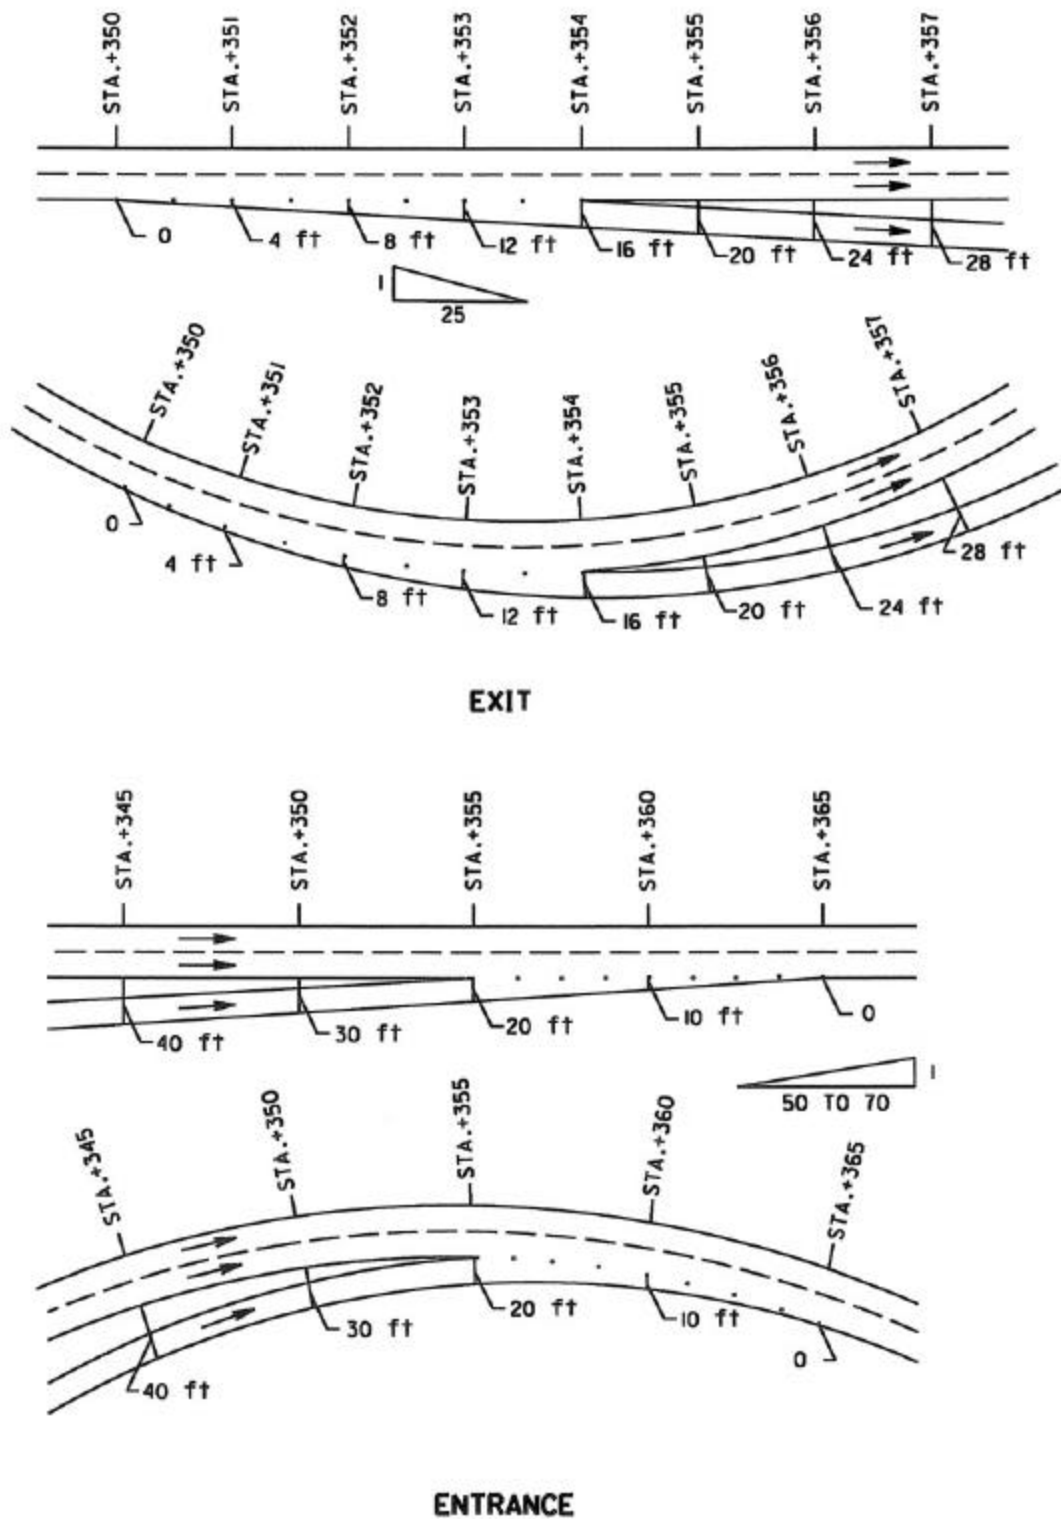 STA.+350 STA.+351 STA.+352 STA.+353 STA.+354 STA.+355 STA.+356 STA.+357
0 4 ft 8 ft 12 ft 16 ft 20 ft 24 ft 28 ft
1
25
STA.+350 STA.+351 STA.+352 STA.+353 STA.+354 STA.+355 STA.+356 STA.+357
0 4 ft 8 ft 12 ft 16 ft 20 ft 24 ft 28 ft
EXIT
STA.+345 STA.+350 STA.+355 STA.+360 STA.+365
40 ft 30 ft 20 ft 10 ft 0
1
50 TO 70
STA.+345 STA.+350 STA.+355 STA.+360 STA.+365
40 ft 30 ft 20 ft 10 ft 0
ENTRANCE